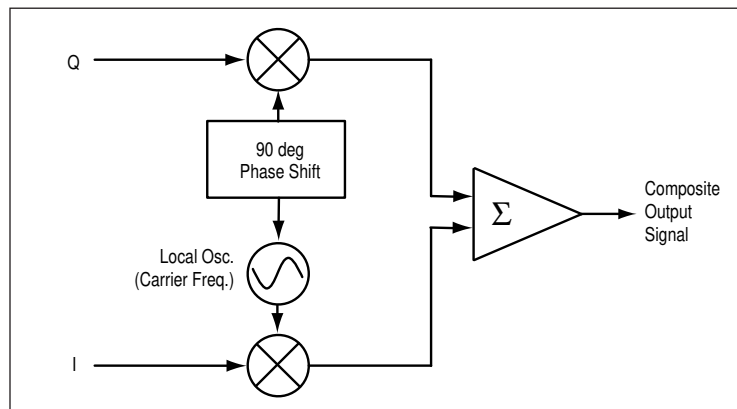 Q
90 deg
Phase Shift
Σ
Composite
Output
Signal
Local Osc.
(Carrier Freq.)
I